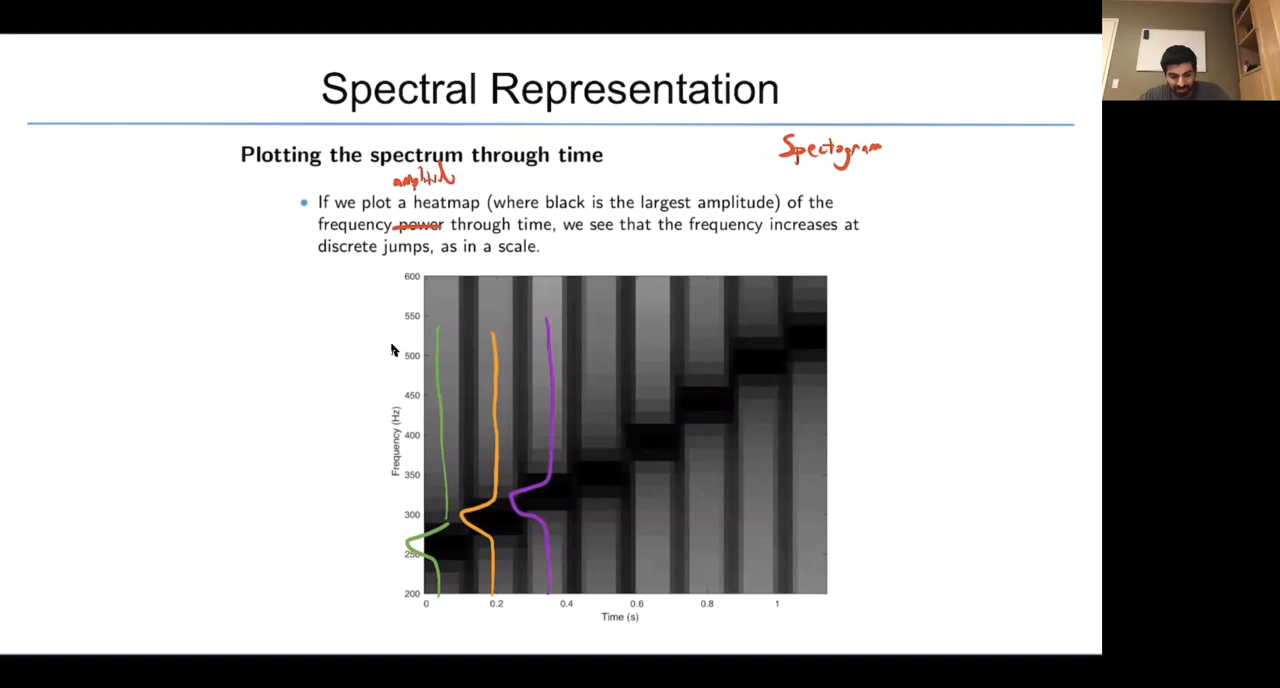 Spectral Representation
Plotting the spectrum through time
Spectogram
amplitude
If we plot a heatmap (where black is the largest amplitude) of the
frequency power through time, we see that the frequency increases at
discrete jumps, as in a scale.
600
550
500
450
400
350
300
250
200
Frequency (Hz)
0 0.2 0.4 0.6 0.8 1
Time (s)